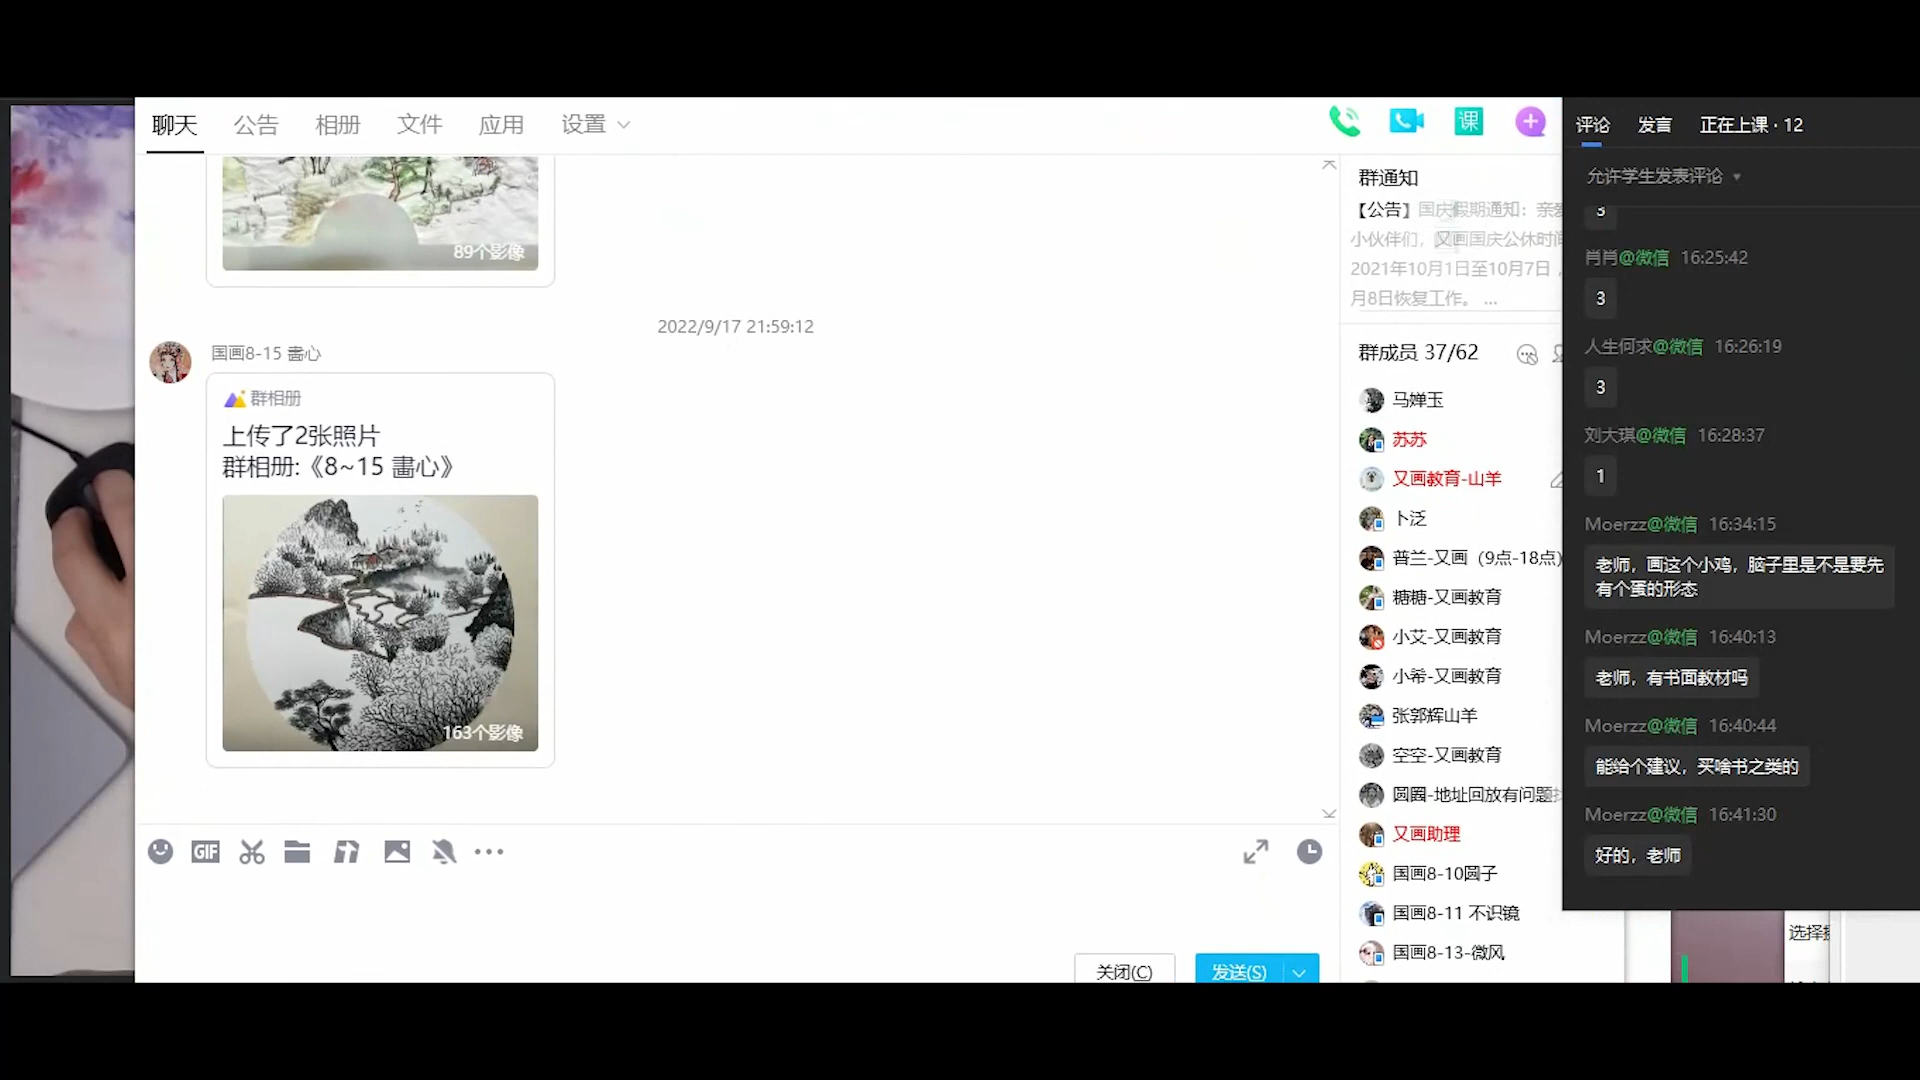 聊天
公告
相册
文件
应用
设置
课
89个影像
2022/9/17 21:59:12
国画8-15 畵心
群相册
上传了2张照片
群相册:《8~15 畵心》
163个影像
GIF
关闭(C)
发送(S)
群通知
【公告】国庆假期通知：亲爱
小伙伴们，又画国庆公休时间
2021年10月1日至10月7日，
月8日恢复工作。 ...
群成员 37/62
马婵玉
苏苏
又画教育-山羊
卜泛
普兰-又画（9点-18点)
糖糖-又画教育
小艾-又画教育
小希-又画教育
张郭辉山羊
空空-又画教育
圆圈-地址回放有问题
又画助理
国画8-10圆子
国画8-11 不识镜
国画8-13-微风
评论
发言
正在上课 · 12
允许学生发表评论
3
肖肖@微信 16:25:42
3
人生何求@微信 16:26:19
3
刘大琪@微信 16:28:37
1
Moerzz@微信 16:34:15
老师，画这个小鸡，脑子里是不是要先
有个蛋的形态
Moerzz@微信 16:40:13
老师，有书面教材吗
Moerzz@微信 16:40:44
能给个建议，买啥书之类的
Moerzz@微信 16:41:30
好的，老师
选择